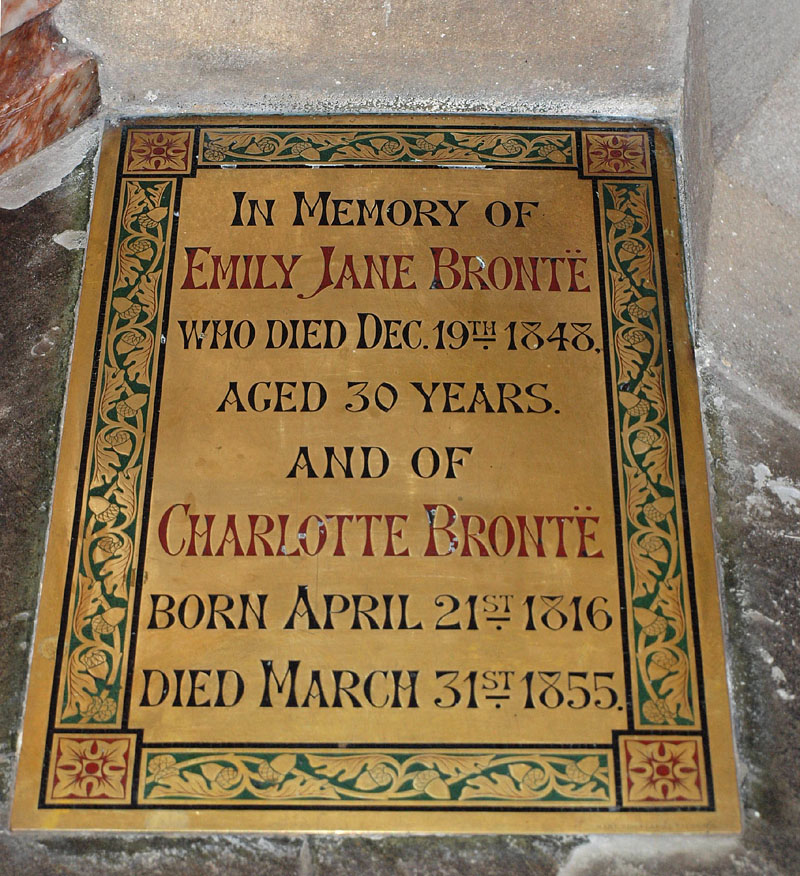 In Memory of
Emily Jane Brontë
who died Dec. 19TH 1848,
aged 30 years.
and of
Charlotte Brontë
born April 21ST 1816
died March 31ST 1855.